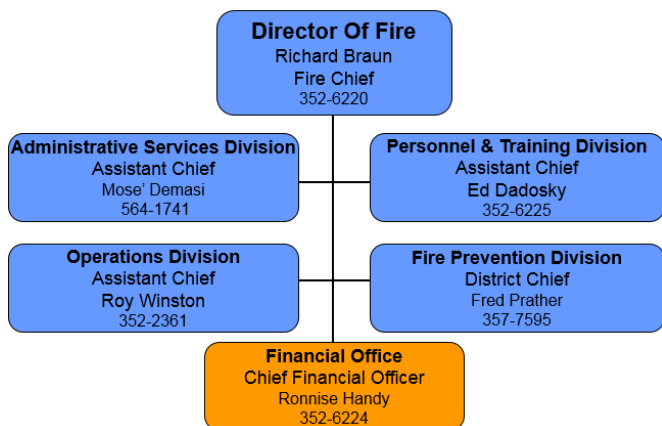 Director Of Fire
Richard Braun
Fire Chief
352-6220
Administrative Services Division
Assistant Chief
Mose' Demasi
564-1741
Personnel & Training Division
Assistant Chief
Ed Dadosky
352-6225
Operations Division
Assistant Chief
Roy Winston
352-2361
Fire Prevention Division
District Chief
Fred Prather
357-7595
Financial Office
Chief Financial Officer
Ronnise Handy
352-6224